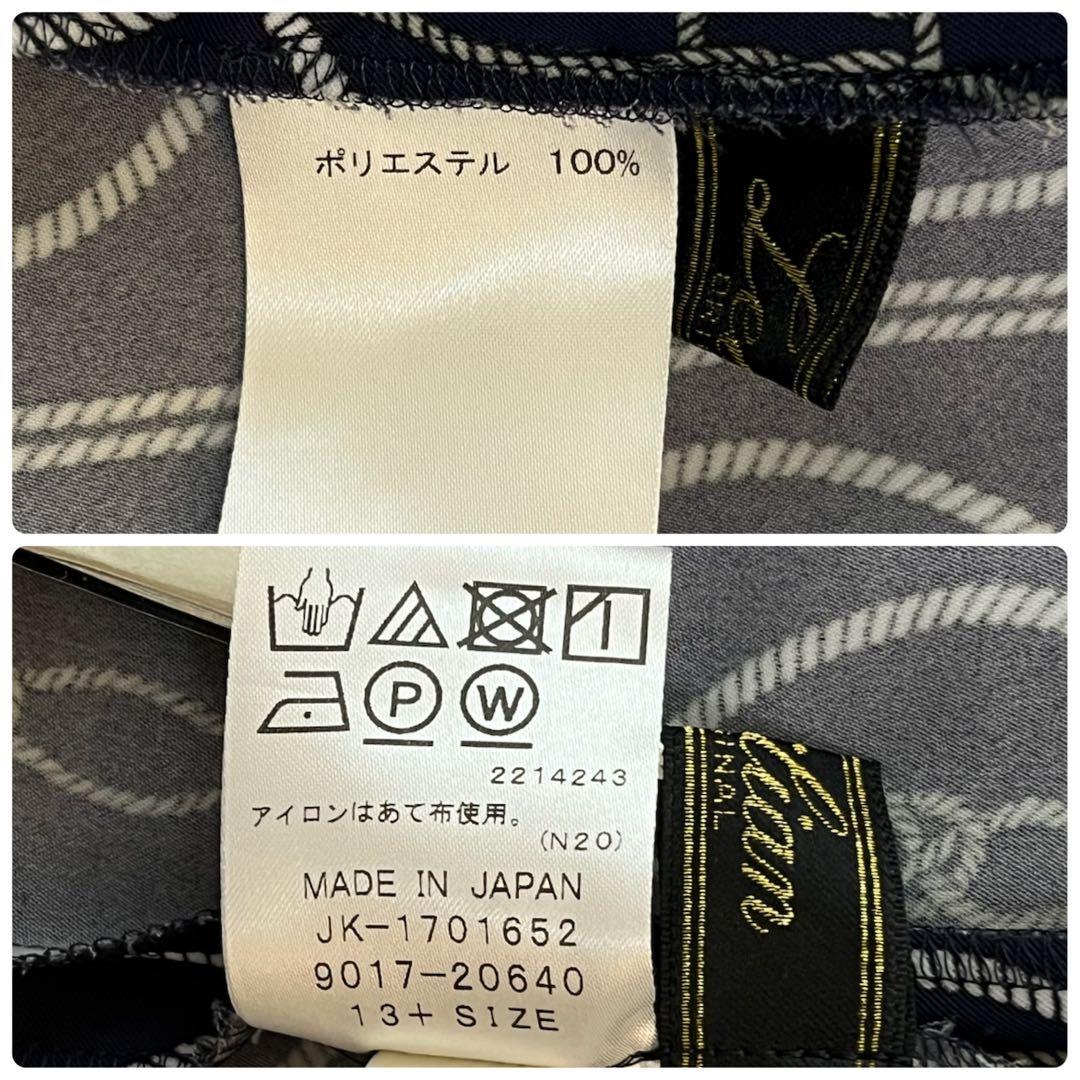 ポリエステル 100%
P W
2214243
アイロンはあて布使用。
(N20)
MADE IN JAPAN
JK-1701652
9017-20640
13+ SIZE